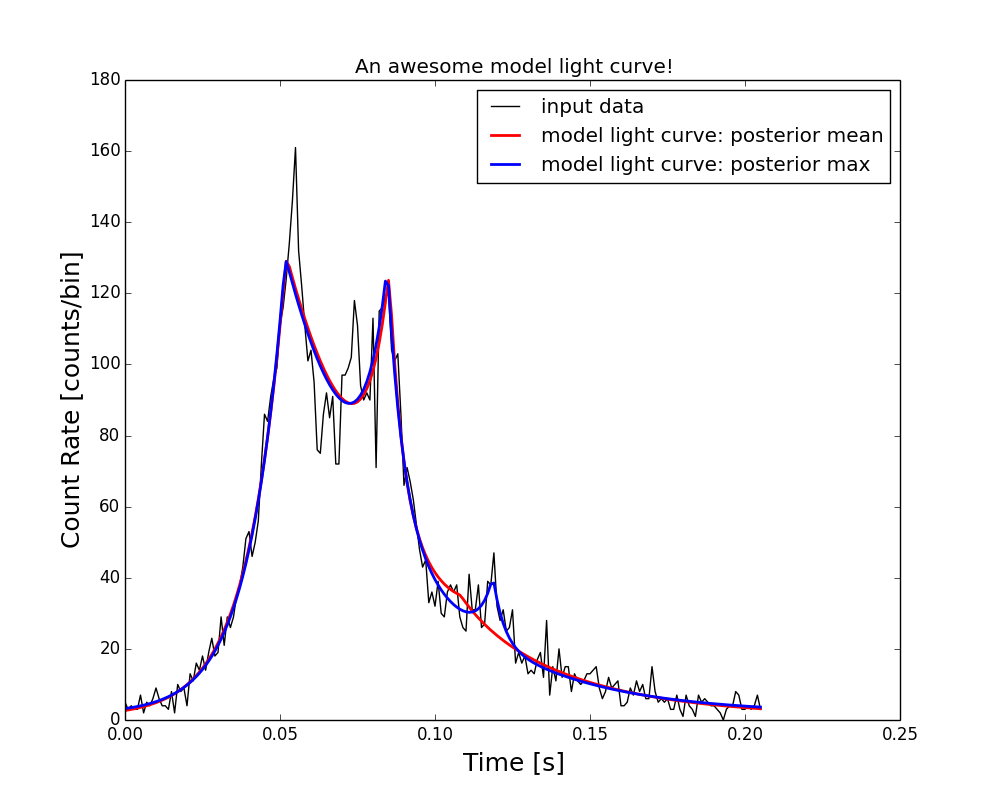 An awesome model light curve!
180
160
140
120
100
80
60
40
20
0
Count Rate [counts/bin]
input data
model light curve: posterior mean
model light curve: posterior max
0.00 0.05 0.10 0.15 0.20 0.25
Time [s]